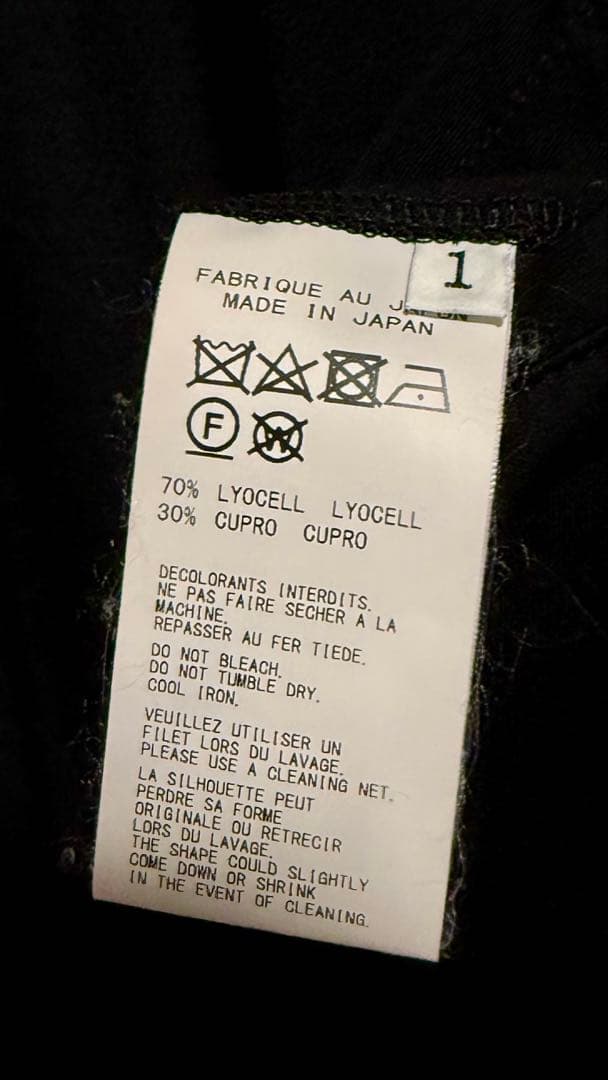 1
FABRIQUE AU
MADE IN JAPAN
F W
70% LYOCELL LYOCELL
30% CUPRO CUPRO
DECOLORANTS INTERDITS.
NE PAS FAIRE SECHER A LA
MACHINE.
REPASSER AU FER TIEDE.
DO NOT BLEACH.
DO NOT TUMBLE DRY.
COOL IRON.
VEUILLEZ UTILISER UN
FILET LORS DU LAVAGE.
PLEASE USE A CLEANING NET.
LA SILHOUETTE PEUT
PERDRE SA FORME
ORIGINALE OU RETRECIR
LORS DU LAVAGE.
THE SHAPE COULD SLIGHTLY
COME DOWN OR SHRINK
IN THE EVENT OF CLEANING.